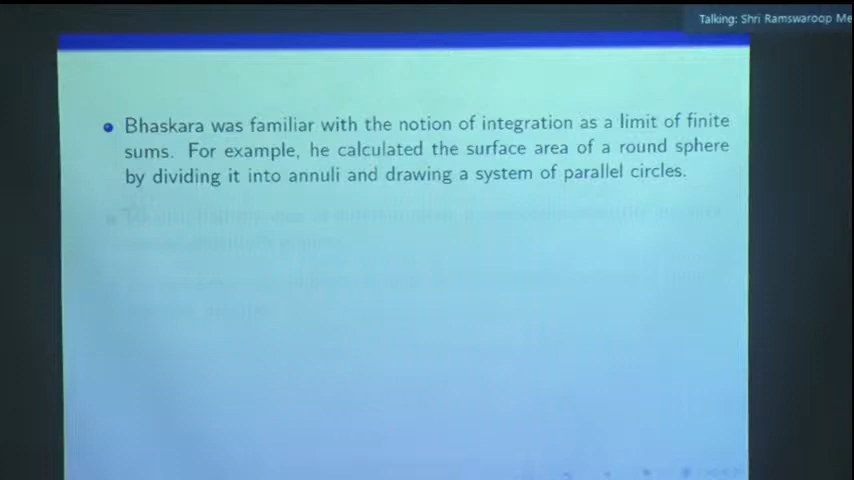 Talking: Shri Ramswaroop Me
Bhaskara was familiar with the notion of integration as a limit of finite
sums. For example, he calculated the surface area of a round sphere
by dividing it into annuli and drawing a system of parallel circles.